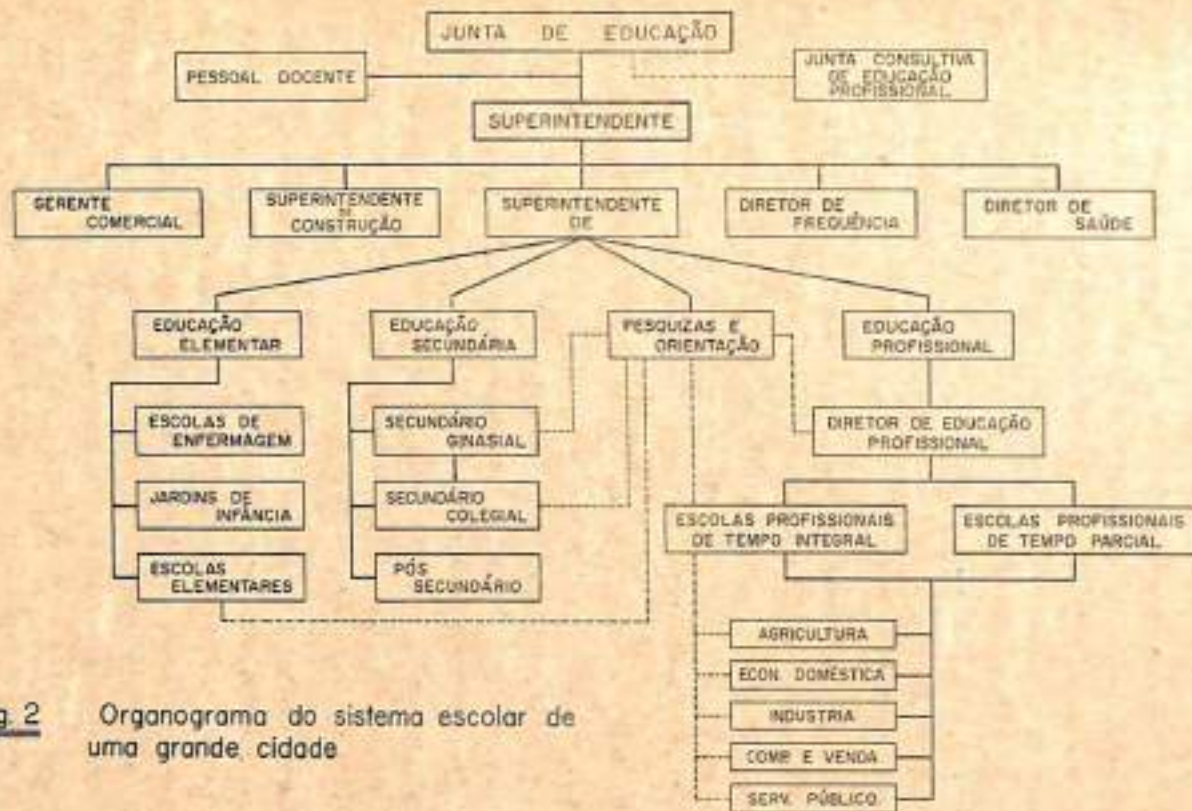 JUNTA DE EDUCAÇÃO
PESSOAL DOCENTE
JUNTA CONSULTIVA
DE EDUCAÇÃO
PROFISSIONAL
SUPERINTENDENTE
GERENTE
COMERCIAL
SUPERINTENDENTE
DE
CONSTRUÇÃO
SUPERINTENDENTE
DE
DIRETOR DE
FREQUÊNCIA
DIRETOR DE
SAÚDE
EDUCAÇÃO
ELEMENTAR
EDUCAÇÃO
SECUNDÁRIA
PESQUIZAS E
ORIENTAÇÃO
EDUCAÇÃO
PROFISSIONAL
ESCOLAS DE
ENFERMAGEM
SECUNDÁRIO
GINASIAL
DIRETOR DE EDUCAÇÃO
PROFISSIONAL
JARDINS DE
INFÂNCIA
SECUNDÁRIO
COLEGIAL
ESCOLAS PROFISSIONAIS
DE TEMPO INTEGRAL
ESCOLAS PROFISSIONAIS
DE TEMPO PARCIAL
ESCOLAS
ELEMENTARES
PÓS
SECUNDÁRIO
AGRICULTURA
ECON. DOMÉSTICA
INDUSTRIA
COMP. E VENDA
SERV. PÚBLICO
g. 2 Organograma do sistema escolar de
uma grande cidade